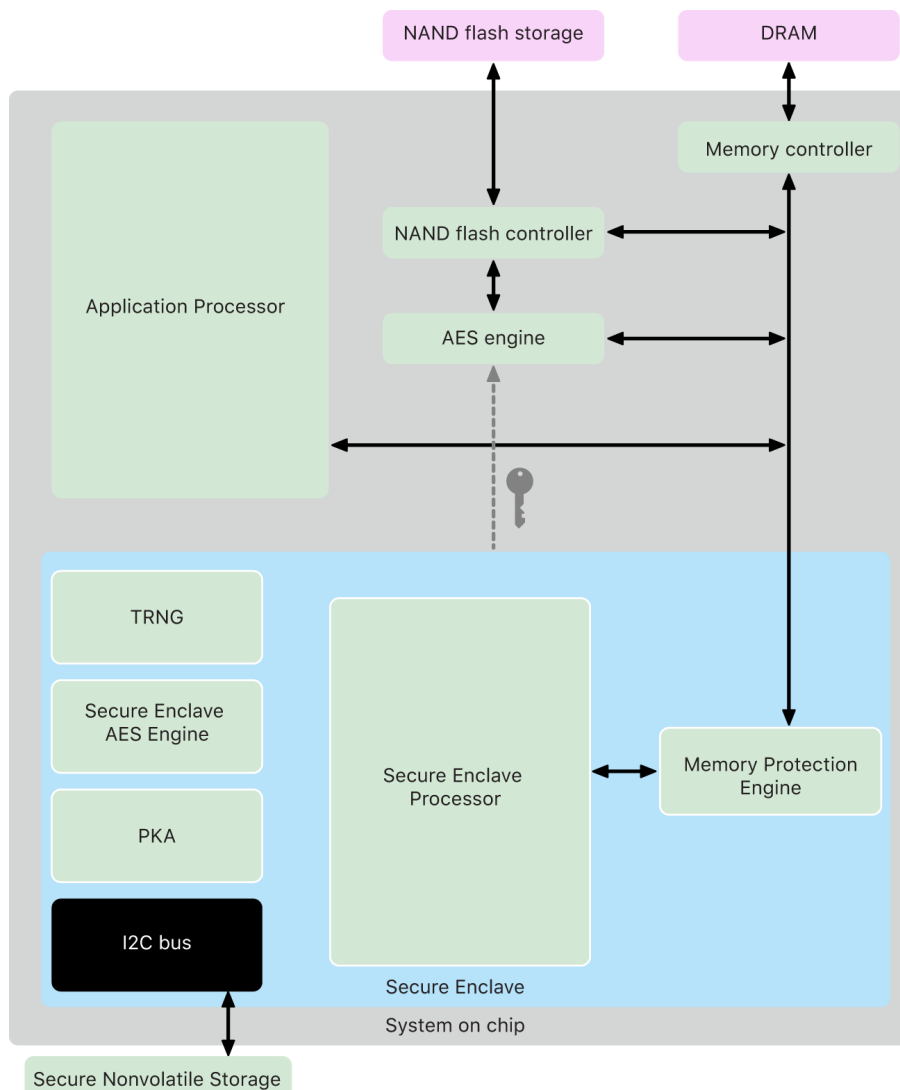 NAND flash storage
DRAM
Memory controller
NAND flash controller
Application Processor
AES engine
TRNG
Secure Enclave
AES Engine
Secure Enclave
Processor
Memory Protection
Engine
PKA
I2C bus
Secure Enclave
System on chip
Secure Nonvolatile Storage